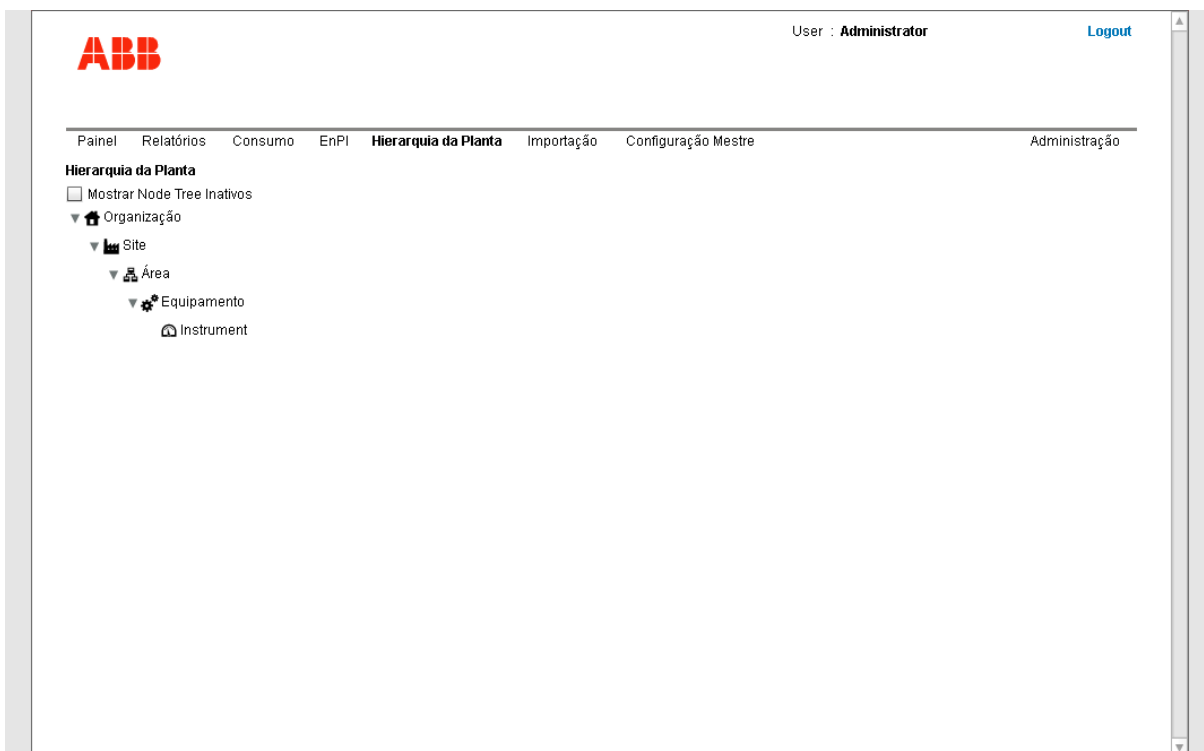 ABB
User : Administrator Logout
Painel Relatórios Consumo EnPI Hierarquia da Planta Importação Configuração Mestre Administração
Hierarquia da Planta
Mostrar Node Tree Inativos
Organização
Site
Área
Equipamento
Instrument